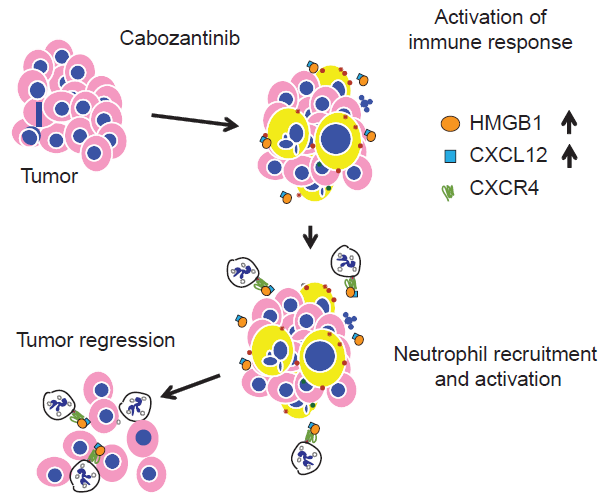 Cabozantinib
Activation of
immune response
HMGB1
CXCL12
CXCR4
Tumor
Tumor regression
Neutrophil recruitment
and activation